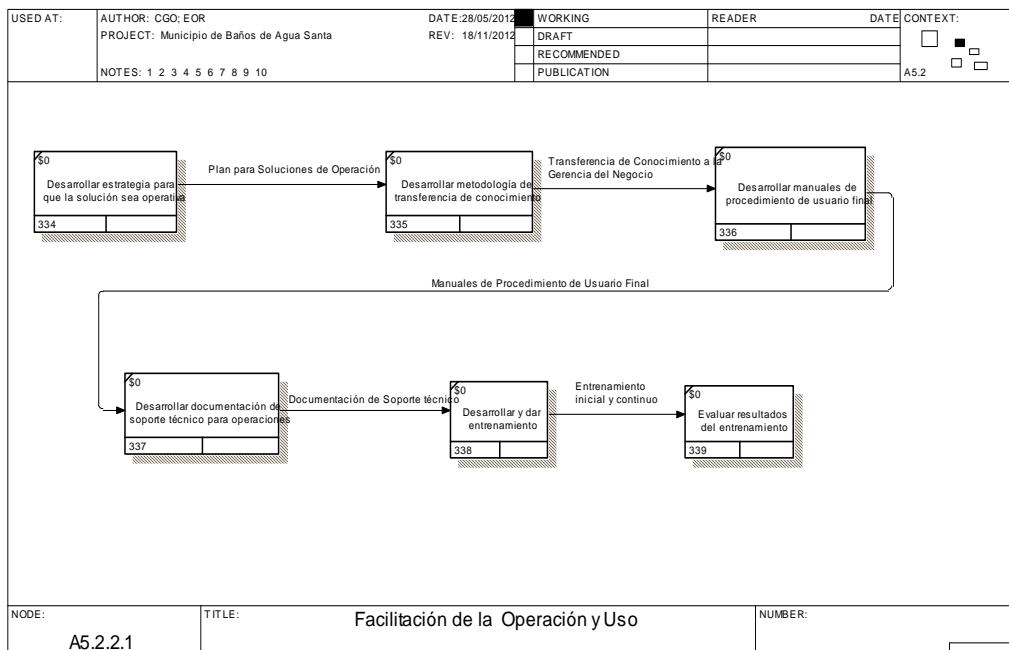 USED AT:
AUTHOR: CGO; EOR
DATE:28/05/2012
WORKING
READER
DATE
CONTEXT:
PROJECT: Municipio de Baños de Agua Santa
REV: 18/11/2012
DRAFT
RECOMMENDED
NOTES: 1 2 3 4 5 6 7 8 9 10
PUBLICATION
A5.2
$0
Desarrollar estrategia para
que la solución sea operativa
334
Plan para Soluciones de Operación
$0
Desarrollar metodología de
transferencia de conocimiento
335
Transferencia de Conocimiento a la
Gerencia del Negocio
$0
Desarrollar manuales de
procedimiento de usuario final
336
Manuales de Procedimiento de Usuario Final
$0
Desarrollar documentación de
soporte técnico para operaciones
337
Documentación de Soporte técnico
$0
Desarrollar y dar
entrenamiento
338
Entrenamiento
inicial y continuo
$0
Evaluar resultados
del entrenamiento
339
NODE:
TITLE:
Facilitación de la Operación y Uso
NUMBER:
A5.2.2.1